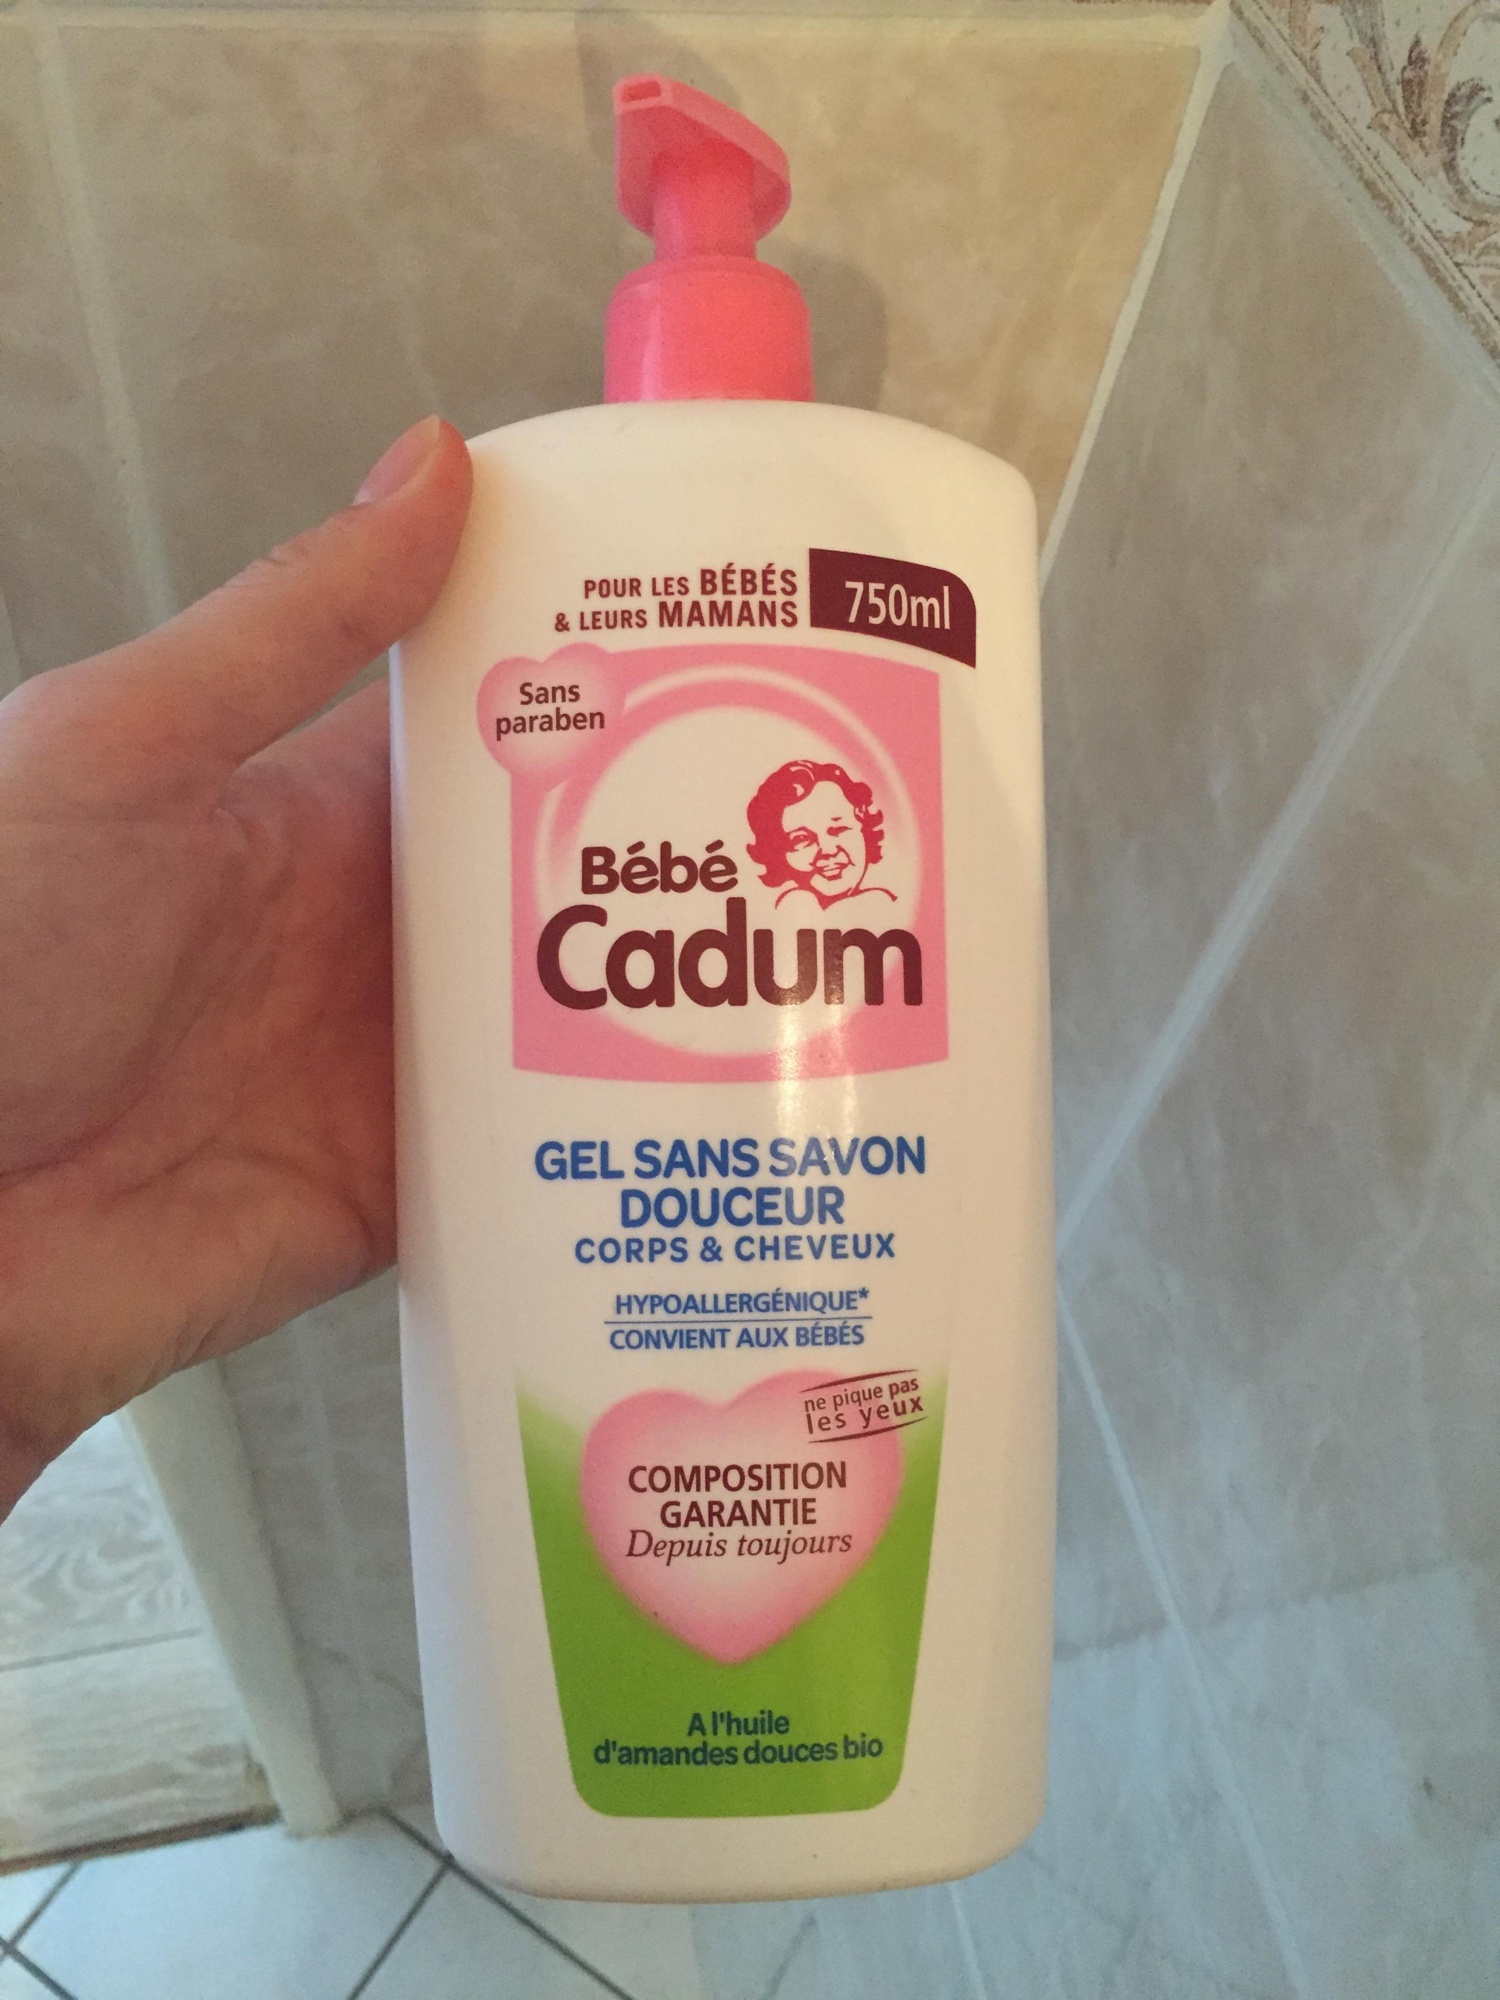 POUR LES BÉBÉS
& LEURS MAMANS
750ml
Sans
paraben
Bébé
Cadum
GEL SANS SAVON
DOUCEUR
CORPS & CHEVEUX
HYPOALLERGÉNIQUE*
CONVIENT AUX BÉBÉS
ne pique pas
les yeux
COMPOSITION
GARANTIE
Depuis toujours
A l'huile
d'amandes douces bio